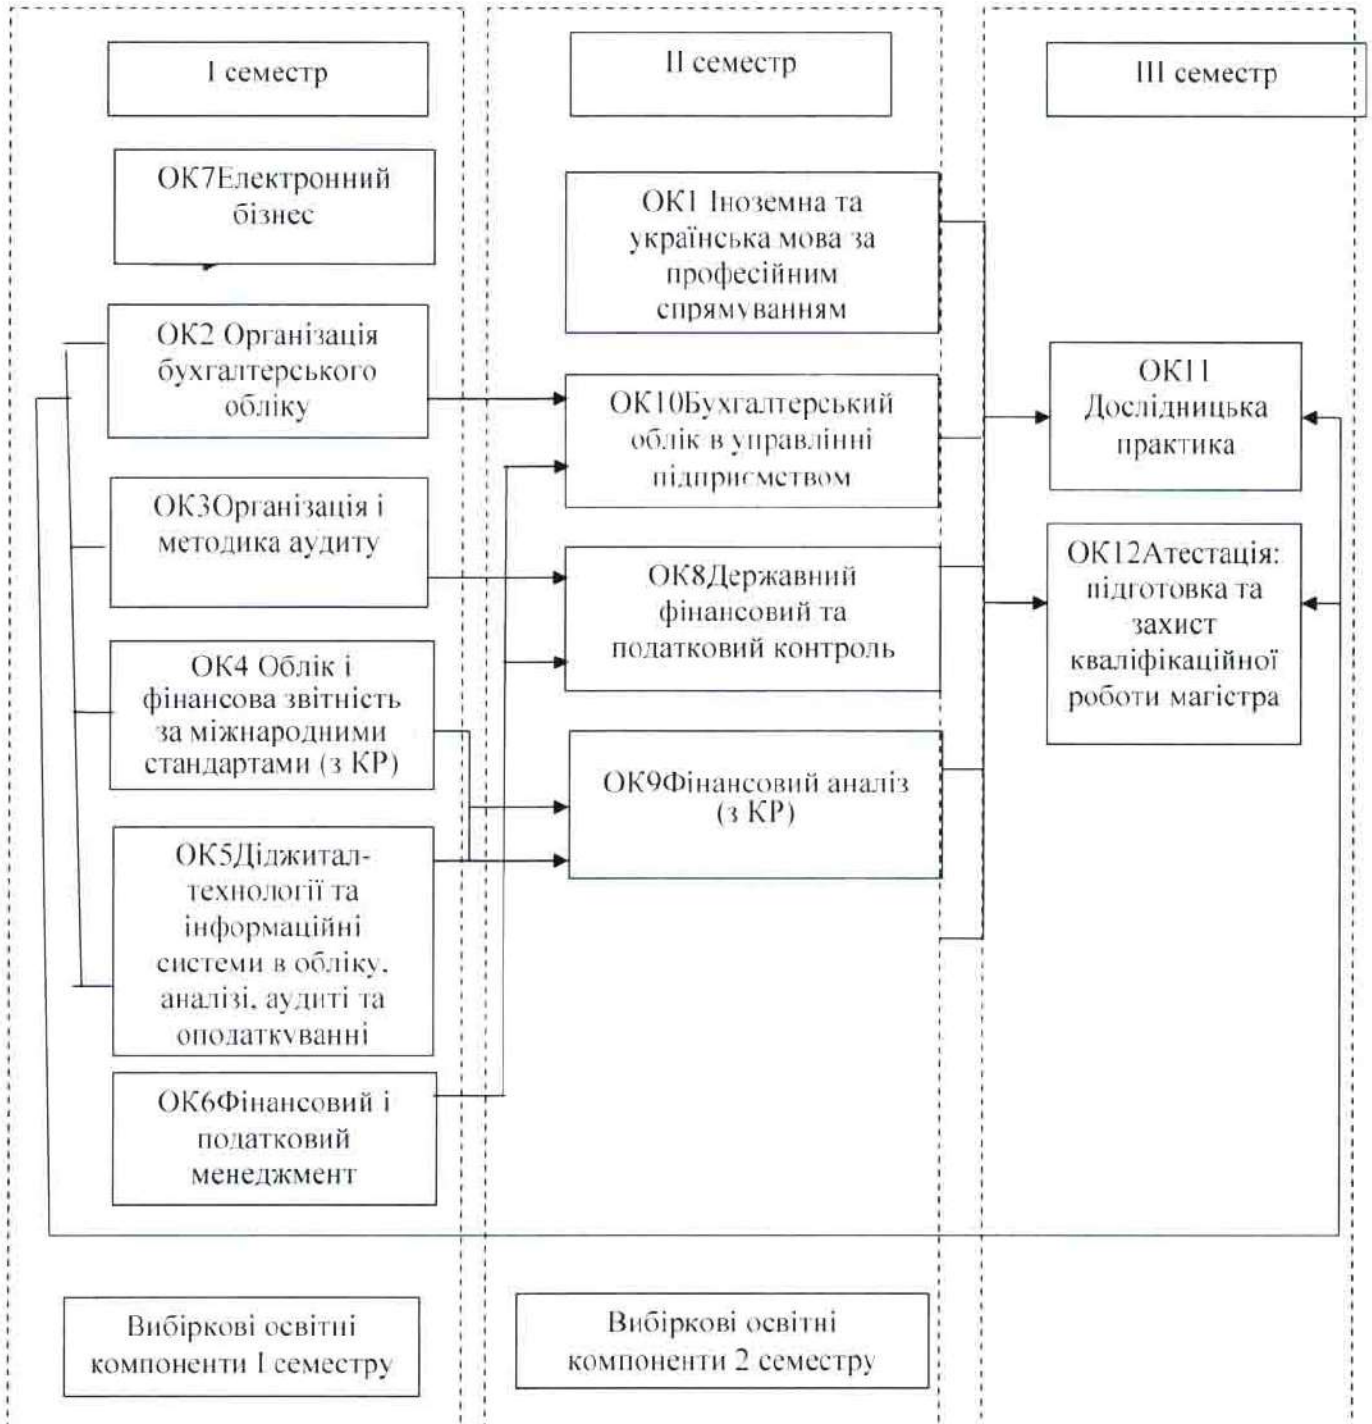 І семестр
ОК7Електронний
бізнес
ОК2 Організація
бухгалтерського
обліку
ОК3Організація і
методика аудиту
ОК4 Облік і
фінансова звітність
за міжнародними
стандартами (з КР)
ОК5Діджитал-
технології та
інформаційні
системи в обліку,
аналізі, аудиті та
оподаткуванні
ОК6Фінансовий і
податковий
менеджмент
Вибіркові освітні
компоненти 1 семестру
ІІ семестр
ОК1 Іноземна та
українська мова за
професійним
спрямуванням
ОК10Бухгалтерський
облік в управлінні
підприємством
ОК8Державний
фінансовий та
податковий контроль
ОК9Фінансовий аналіз
(з КР)
Вибіркові освітні
компоненти 2 семестру
ІІІ семестр
ОК11
Дослідницька
практика
ОК12Атестація:
підготовка та
захист
кваліфікаційної
роботи магістра